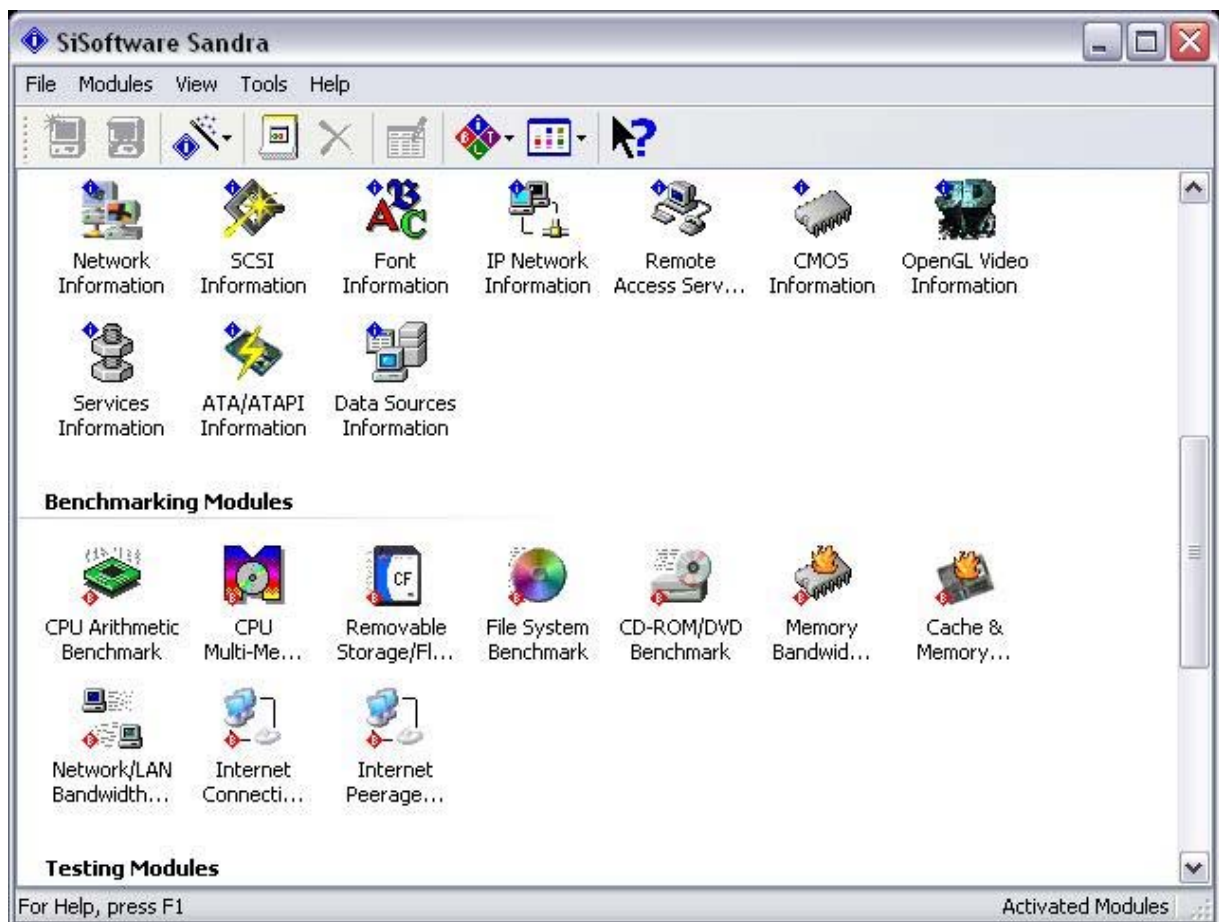 SiSoftware Sandra
File Modules View Tools Help
Network Information
SCSI Information
Font Information
IP Network Information
Remote Access Serv...
CMOS Information
OpenGL Video Information
Services Information
ATA/ATAPI Information
Data Sources Information
Benchmarking Modules
CPU Arithmetic Benchmark
CPU Multi-Me...
Removable Storage/Fl...
File System Benchmark
CD-ROM/DVD Benchmark
Memory Bandwid...
Cache & Memory...
Network/LAN Bandwidth...
Internet Connecti...
Internet Peerage...
Testing Modules
For Help, press F1
Activated Modules